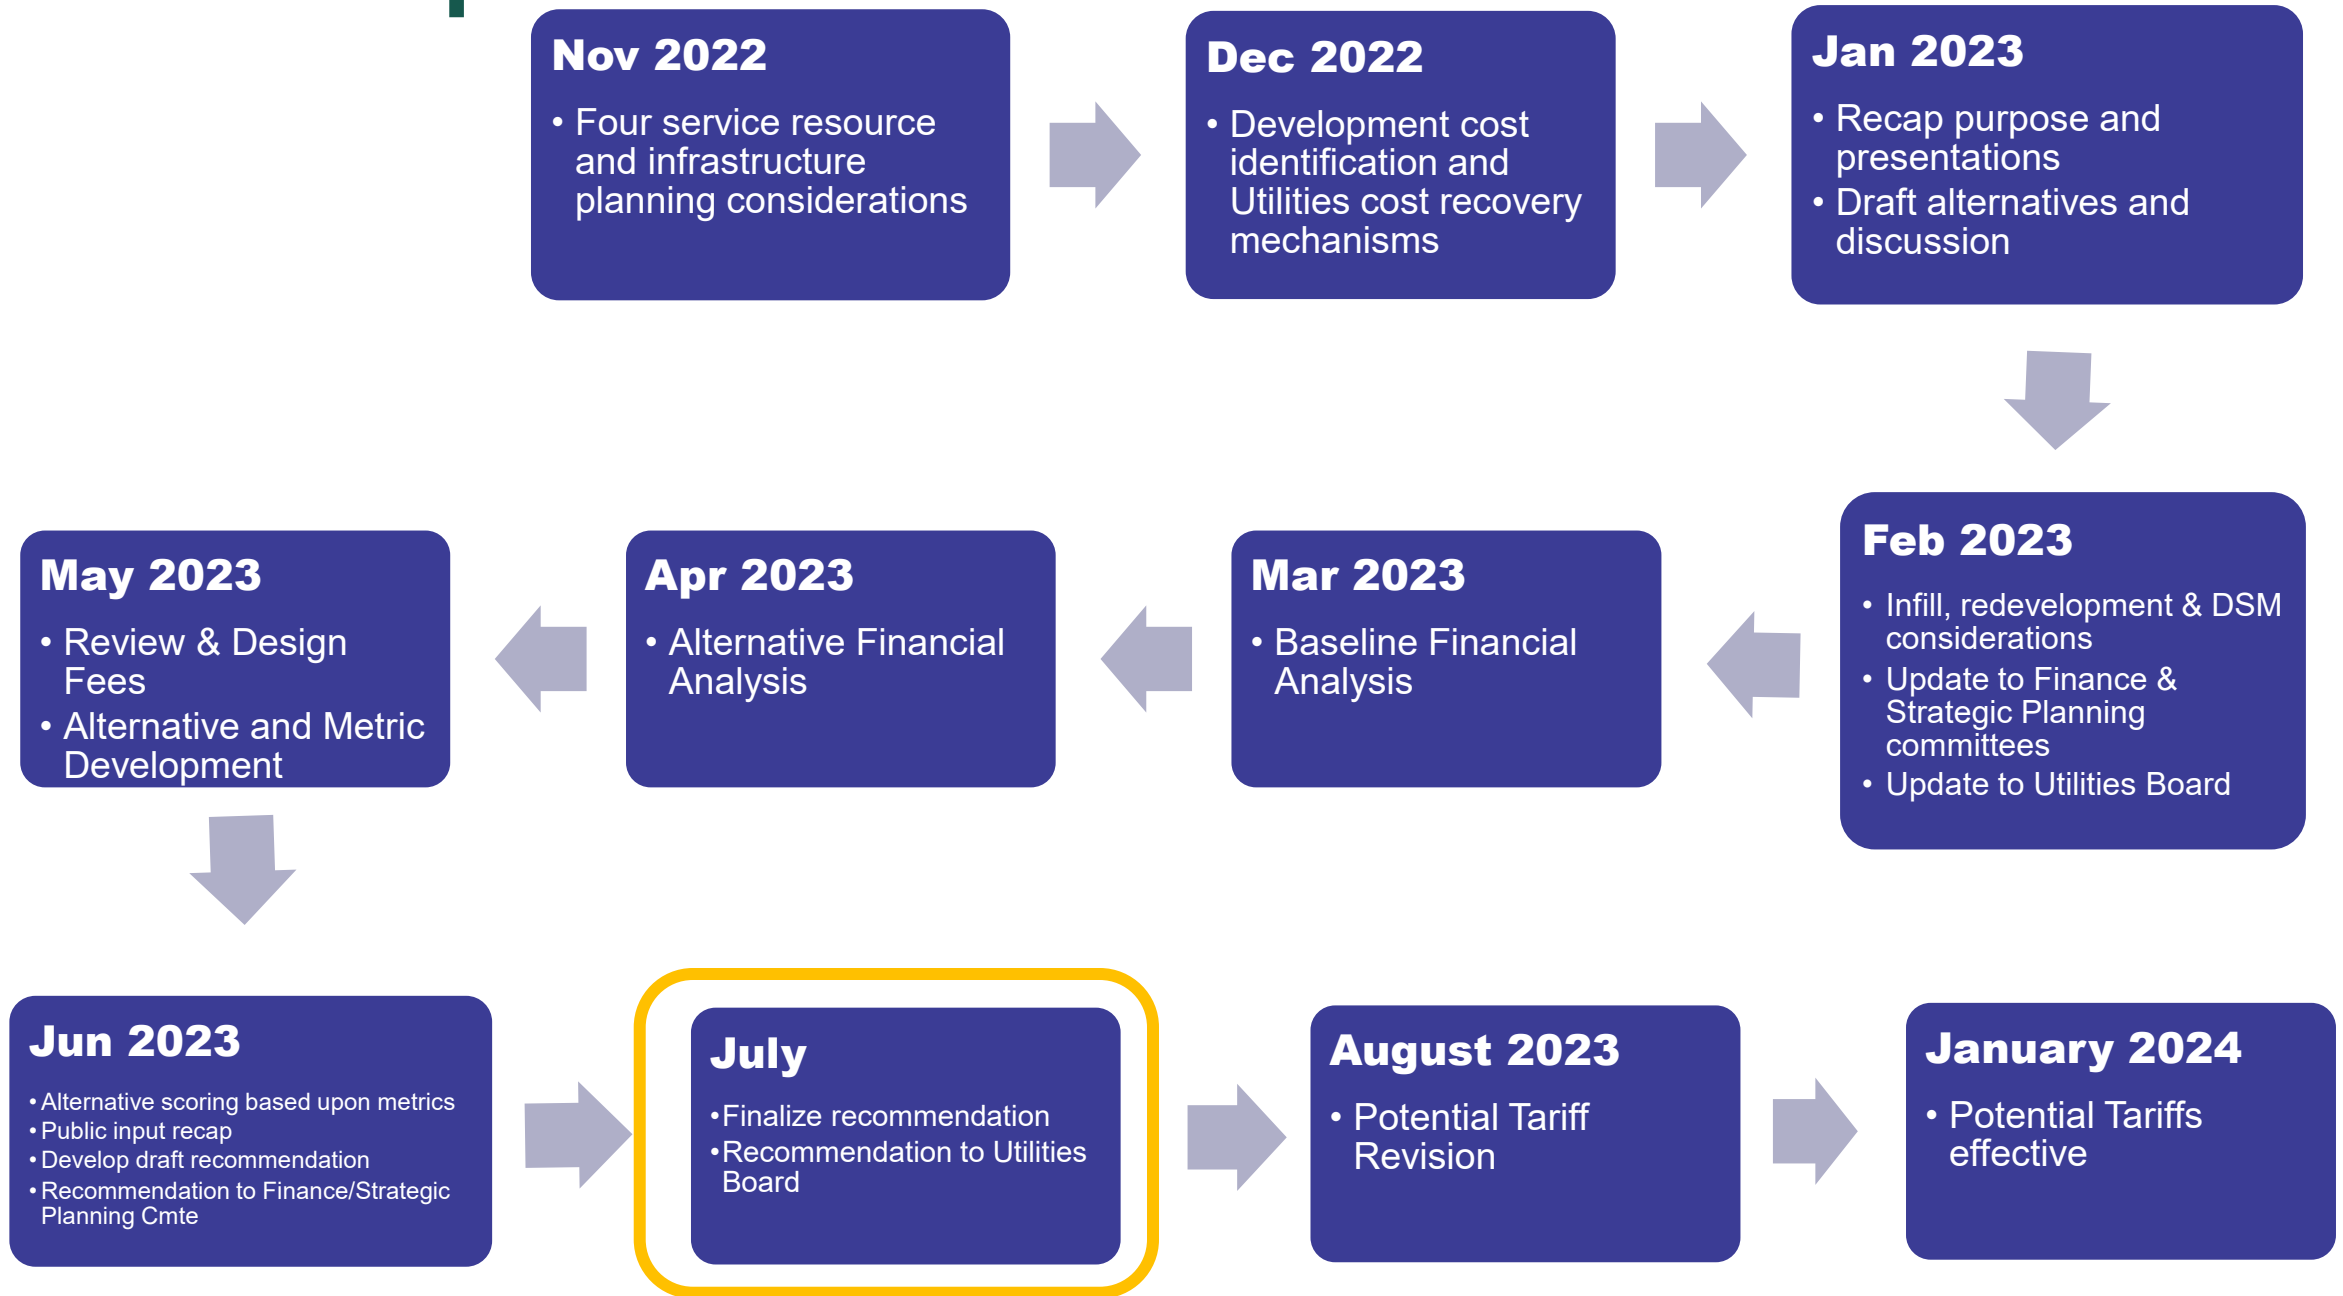 Nov 2022
• Four service resource
and infrastructure
planning considerations
Dec 2022
• Development cost
identification and
Utilities cost recovery
mechanisms
Jan 2023
• Recap purpose and
presentations
• Draft alternatives and
discussion
Feb 2023
• Infill, redevelopment & DSM
considerations
• Update to Finance &
Strategic Planning
committees
• Update to Utilities Board
Mar 2023
• Baseline Financial
Analysis
Apr 2023
• Alternative Financial
Analysis
May 2023
• Review & Design
Fees
• Alternative and Metric
Development
Jun 2023
• Alternative scoring based upon metrics
• Public input recap
• Develop draft recommendation
• Recommendation to Finance/Strategic
Planning Cmte
July
• Finalize recommendation
• Recommendation to Utilities
Board
August 2023
• Potential Tariff
Revision
January 2024
• Potential Tariffs
effective